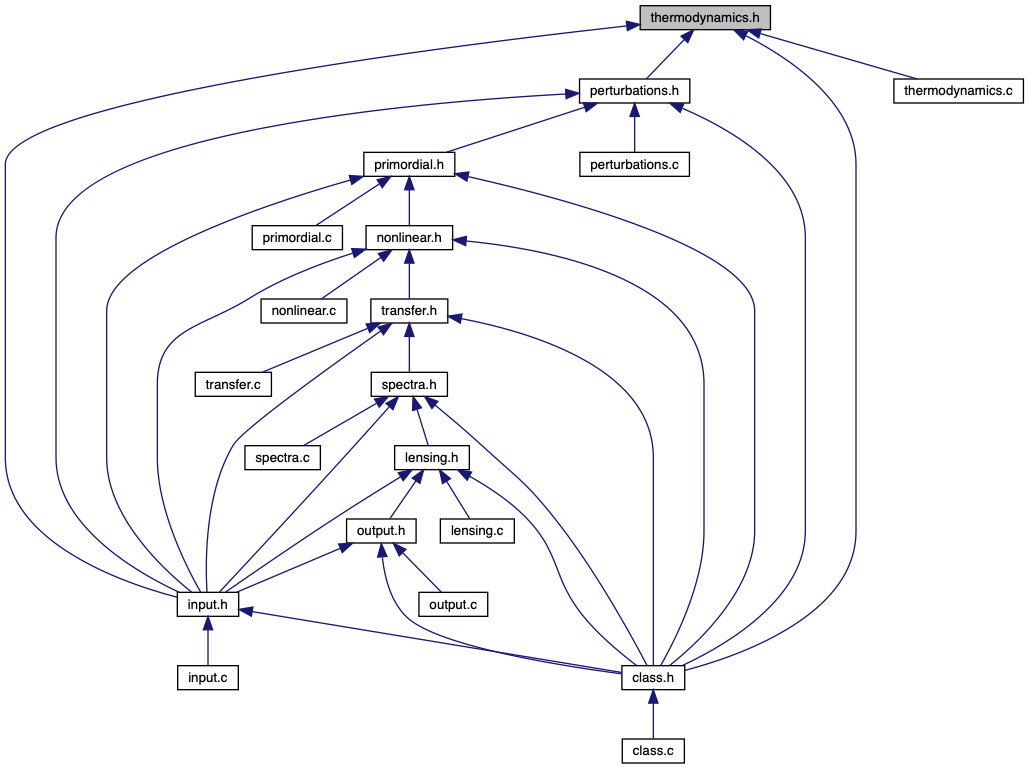 thermodynamics.h
perturbations.h
thermodynamics.c
primordial.h
perturbations.c
primordial.c
nonlinear.h
nonlinear.c
transfer.h
transfer.c
spectra.h
spectra.c
lensing.h
output.h
lensing.c
input.h
output.c
input.c
class.h
class.c